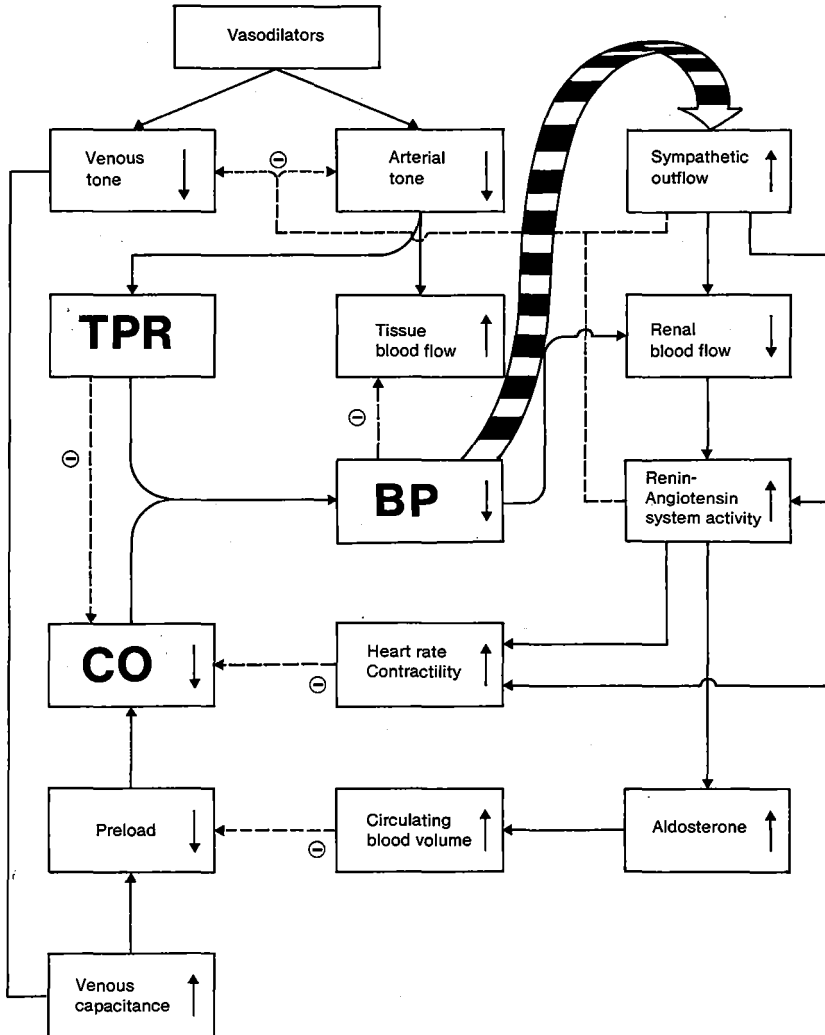 Vasodilators
Venous
tone
↓
⊖
Arterial
tone
↓
Sympathetic
outflow
↑
TPR
Tissue
blood flow
↑
Renal
blood flow
↓
⊖
⊖
BP
↓
Renin-
Angiotensin
system activity
↑
CO
↓
⊖
Heart rate
Contractility
↑
Preload
↓
⊖
Circulating
blood volume
↑
Aldosterone
↑
Venous
capacitance
↑